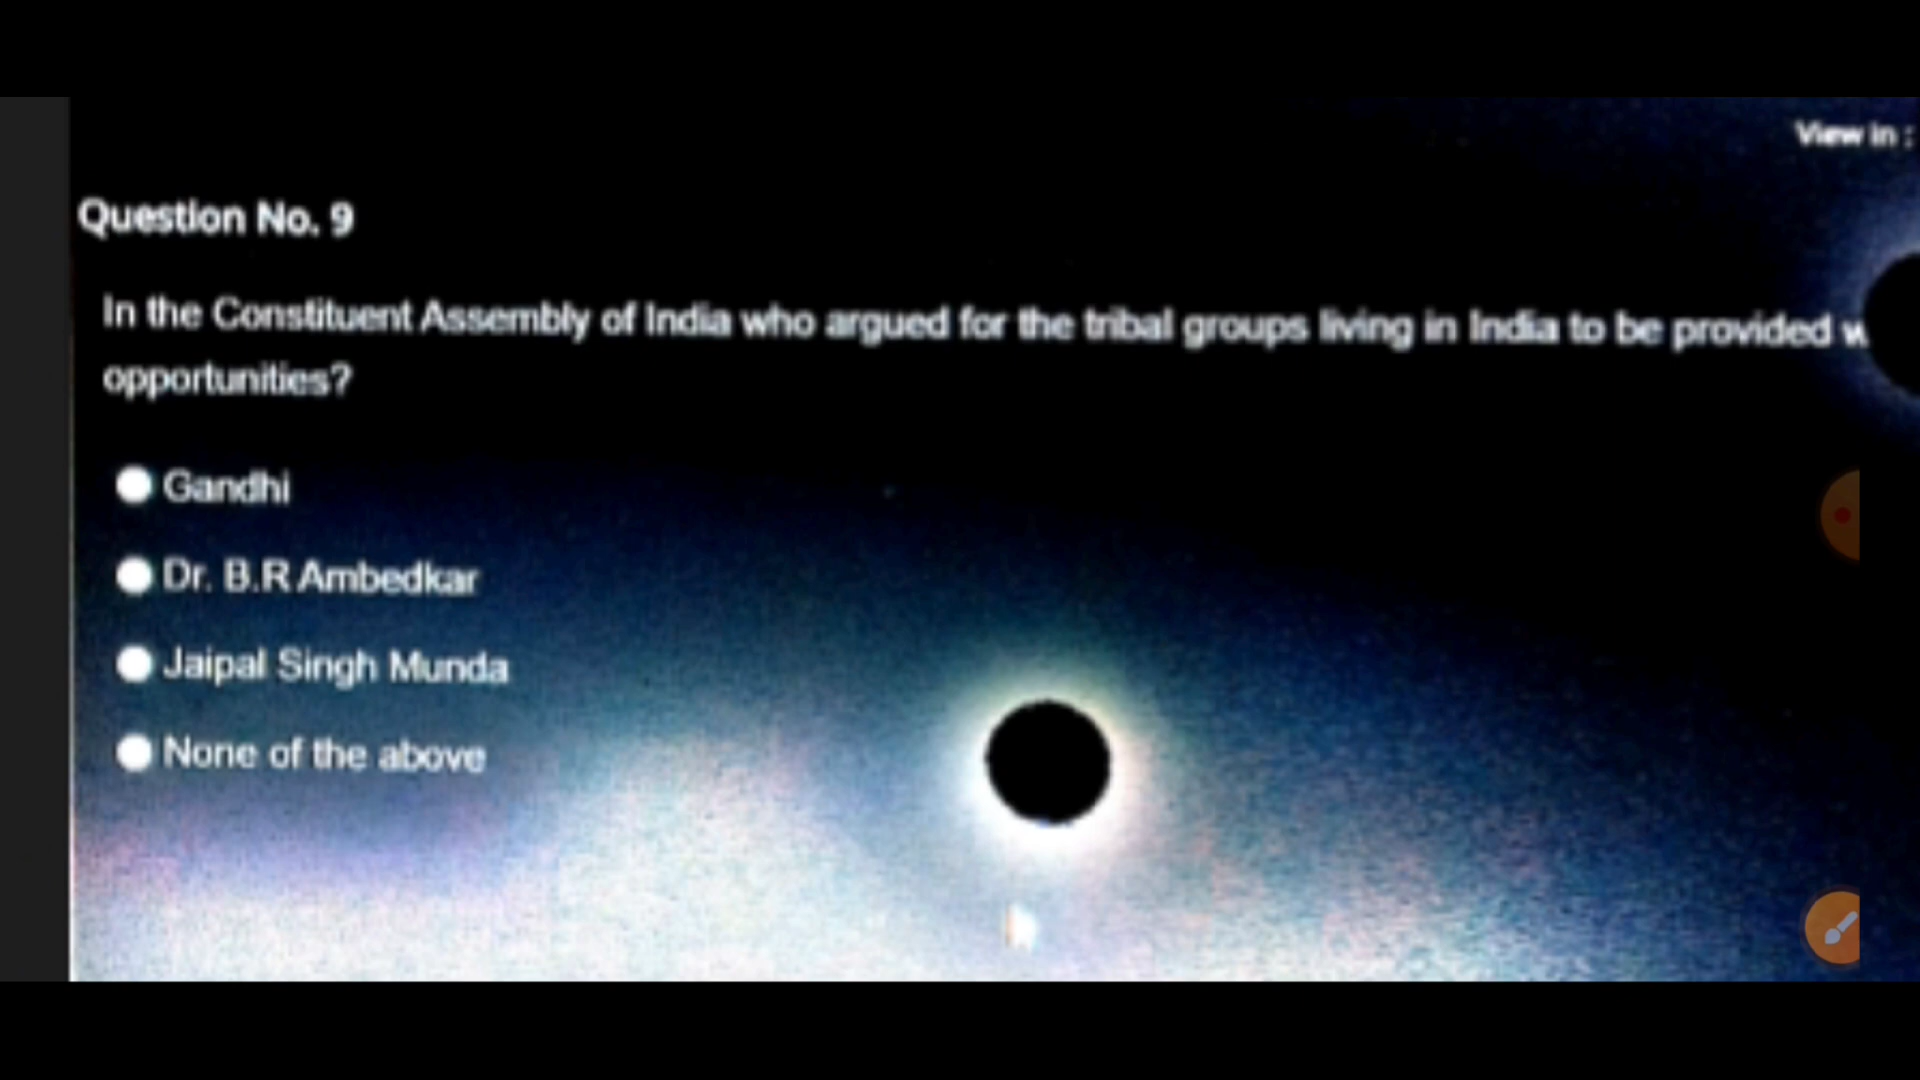 View in :
Question No. 9
In the Constituent Assembly of India who argued for the tribal groups living in India to be provided
opportunities?
Gandhi
Dr. B.R Ambedkar
Jaipal Singh Munda
None of the above